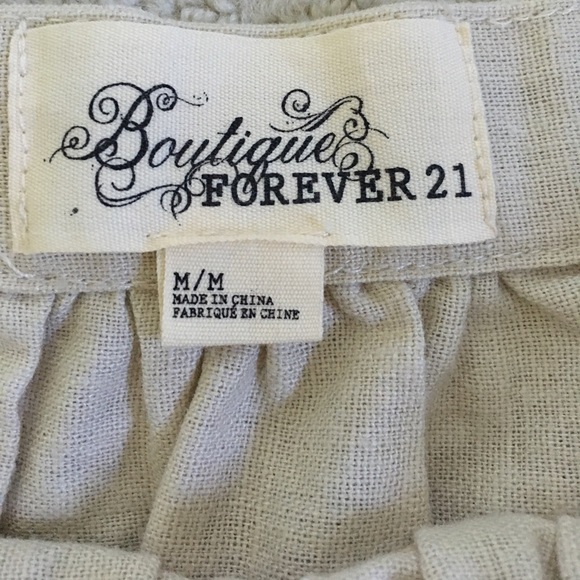 Boutique
FOREVER 21
M/M
MADE IN CHINA
FABRIQUÉ EN CHINE